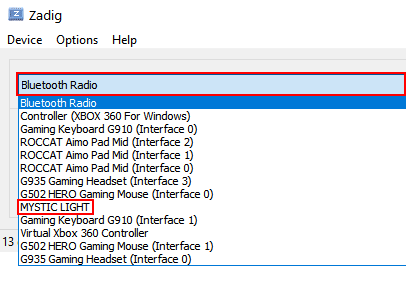 Zadig
Device Options Help
Bluetooth Radio
Bluetooth Radio
Controller (XBOX 360 For Windows)
Gaming Keyboard G910 (Interface 0)
ROCCAT Aimo Pad Mid (Interface 2)
ROCCAT Aimo Pad Mid (Interface 1)
ROCCAT Aimo Pad Mid (Interface 0)
G935 Gaming Headset (Interface 3)
G502 HERO Gaming Mouse (Interface 0)
MYSTIC LIGHT
Gaming Keyboard G910 (Interface 1)
Virtual Xbox 360 Controller
13 G502 HERO Gaming Mouse (Interface 1)
G935 Gaming Headset (Interface 0)